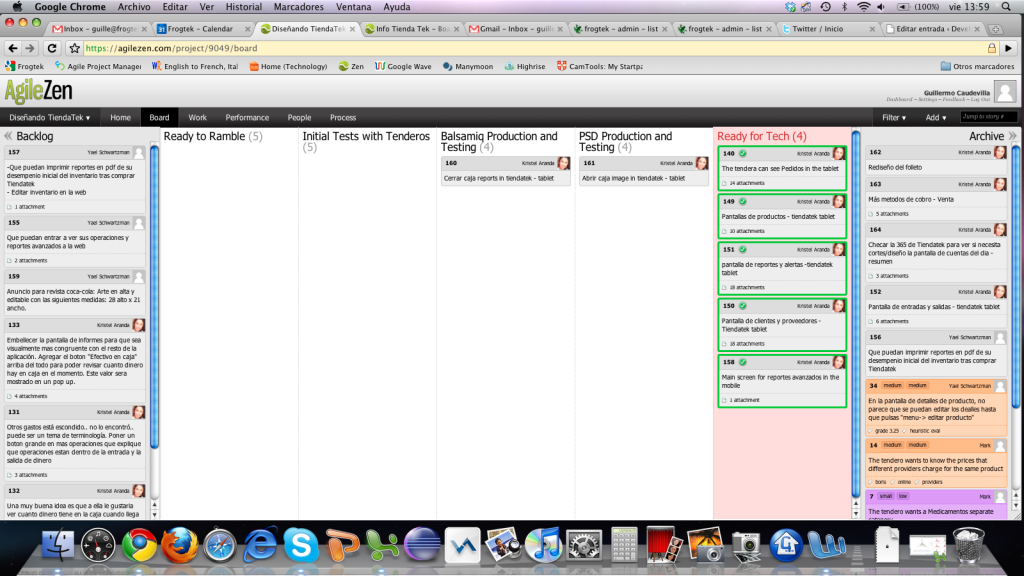 Google Chrome Archivo Editar Ver Historial Marcadores Ventana Ayuda (100%) vie 13:59
Inbox – guille@frogtek Frogtek – Calendar Diseñando TiendaTek Info Tienda Tek – Boa Gmail – Inbox – guille frogtek – admin – list frogtek – admin – list Twitter / Inicio Editar entrada ‹ Devel
https://agilezen.com/project/9049/board
Frogtek Agile Project Manager English to French, Ital Home (Technology) Zen Google Wave Manymoon Highrise CamTools: My Startpa Otros marcadores
AgileZen
Guillermo Caudevilla
Dashboard – Settings – Feedback – Log Out
Diseñando TiendaTek Home Board Work Performance People Process Filter Add Jump to story #
Backlog
157 Yael Schwartzman
-Que puedan imprimir reportes en pdf de su
desempenio inicial del inventario tras comprar
Tiendatek
- Editar inventario en la web
1 attachment
155 Yael Schwartzman
Que puedan entrar a ver sus operaciones y
reportes avanzados a la web
2 attachments
159 Yael Schwartzman
Anuncio para revista coca-cola: Arte en alta y
editable con las siguientes medidas: 28 alto x 21
ancho.
133 Kristel Aranda
Embellecer la pantalla de informes para que sea
visualmente mas congruente con el resto de la
aplicación. Agregar el boton "Efectivo en caja"
arriba del todo para poder revisar cuanto dinero
hay en caja en el momento. Este valor sera
mostrado en un pop up.
4 attachments
131 Kristel Aranda
Otros gastos está escondido.. no lo encontró..
puede ser un tema de terminología. Poner un
boton grande en mas operaciones que explique
que operaciones estan dentro de la entrada y la
salida de dinero
3 attachments
132 Kristel Aranda
Una muy buena idea es que a ella le gustaria
ver cuanto dinero tiene en la caja cuando llega
Ready to Ramble (5)
Initial Tests with Tenderos
(5)
Balsamiq Production and
Testing (4)
160 Kristel Aranda
Cerrar caja reports in tiendatek - tablet
PSD Production and
Testing (4)
161 Kristel Aranda
Abrir caja image in tiendatek - tablet
Ready for Tech (4)
140 Kristel Aranda
The tendera can see Pedidos in the tablet
14 attachments
149 Kristel Aranda
Pantallas de productos - tiendatek tablet
10 attachments
151 Kristel Aranda
pantalla de reportes y alertas -tiendatek
tablet
18 attachments
150 Kristel Aranda
Pantalla de clientes y proveedores -
Tiendatek tablet
18 attachments
158 Kristel Aranda
Main screen for reportes avanzados in the
mobile
1 attachment
Archive
162 Kristel Aranda
Rediseño del folleto
163 Kristel Aranda
Más metodos de cobro - Venta
5 attachments
164 Kristel Aranda
Checar la 365 de Tiendatek para ver si necesita
cortes/diseño la pantalla de cuentas del dia -
resumen
3 attachments
152 Kristel Aranda
Pantalla de entradas y salidas - tiendatek tablet
6 attachments
156 Yael Schwartzman
Que puedan imprimir reportes en pdf de su
desempenio inicial del inventario tras comprar
Tiendatek
34 medium medium Yael Schwartzman
En la pantalla de detalles de producto, no
parece que se puedan editar los dealles hasta
que pulsas "menu-> editar producto"
grade 3.25 heuristic eval
14 medium medium Mark
The tendero wants to know the prices that
different providers charge for the same product
boris online providers
7 small low Mark
The tendero wants a Medicamentos separate
category